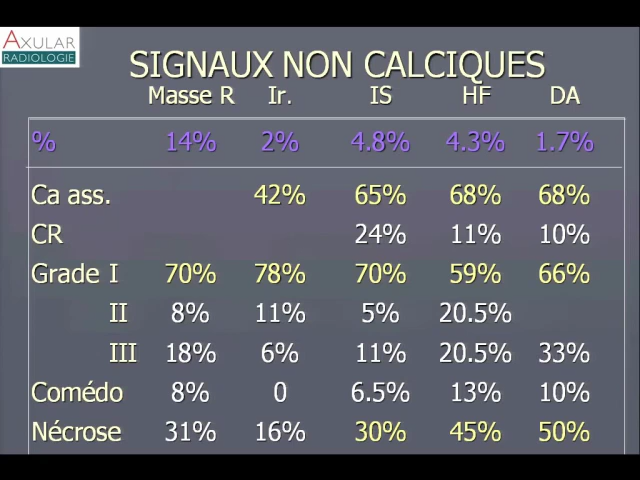 AXULAR
RADIOLOGIE
SIGNAUX NON CALCIQUES
Masse R Ir. IS HF DA
% 14% 2% 4.8% 4.3% 1.7%
Ca ass. 42% 65% 68% 68%
CR 24% 11% 10%
Grade I 70% 78% 70% 59% 66%
II 8% 11% 5% 20.5%
III 18% 6% 11% 20.5% 33%
Comédo 8% 0 6.5% 13% 10%
Nécrose 31% 16% 30% 45% 50%